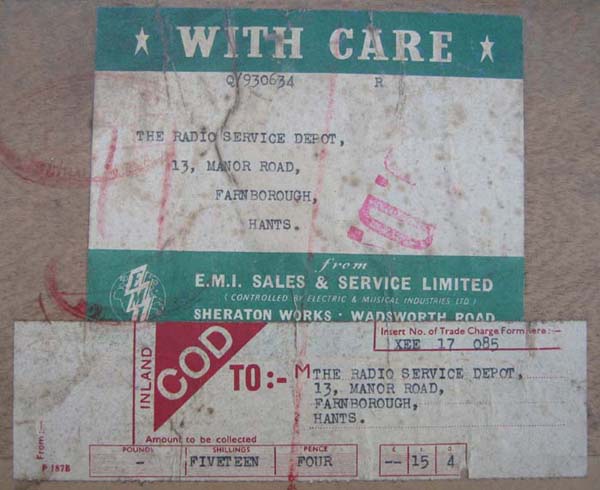 ★ WITH CARE ★
Q/930634 R
THE RADIO SERVICE DEPOT,
13, MANOR ROAD,
FARNBOROUGH,
HANTS.
from
E.M.I. SALES & SERVICE LIMITED
(CONTROLLED BY ELECTRIC & MUSICAL INDUSTRIES LTD.)
SHERATON WORKS · WADSWORTH ROAD
EMI
Insert No. of Trade Charge Form here :—
XEE 17 085
INLAND
COD
TO :-
M THE RADIO SERVICE DEPOT,
13, MANOR ROAD,
FARNBOROUGH,
HANTS.
From :—
P 187B
Amount to be collected
POUNDS SHILLINGS PENCE £ S D
- FIVETEEN FOUR -- 15 4